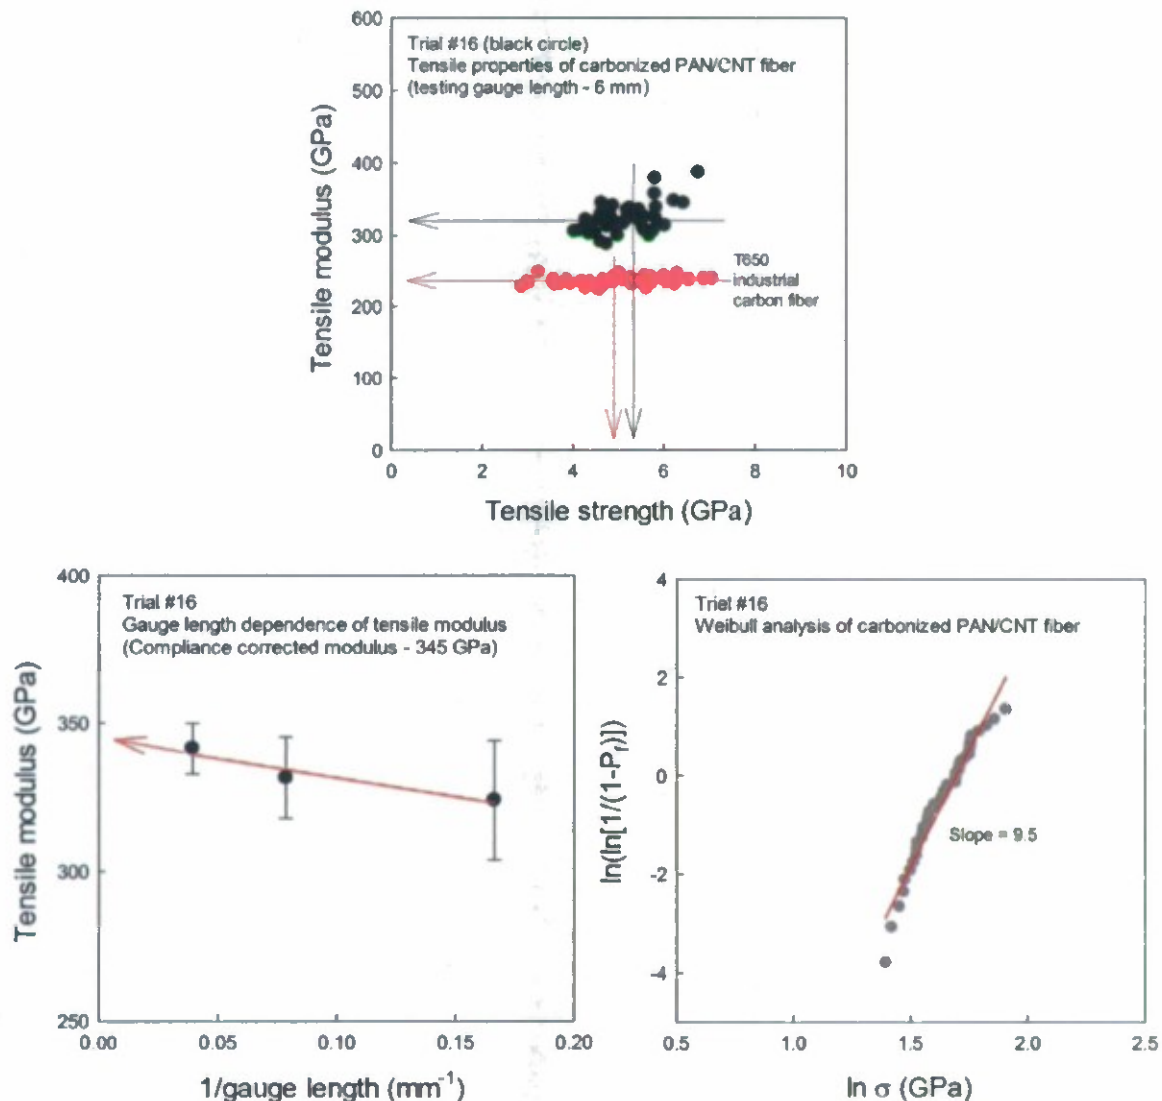 Trial #16 (black circle)
Tensile properties of carbonized PAN/CNT fiber
(testing gauge length - 6 mm)
600
500
400
300
200
100
0
Tensile modulus (GPa)
T650
industrial
carbon fiber
0 2 4 6 8 10
Tensile strength (GPa)
Trial #16
Gauge length dependence of tensile modulus
(Compliance corrected modulus - 345 GPa)
400
350
300
250
Tensile modulus (GPa)
0.00 0.05 0.10 0.15 0.20
1/gauge length (mm⁻¹)
Triet #16
Weibull analysis of carbonized PAN/CNT fiber
4
2
0
-2
-4
ln(ln[1/(1-Pf)])
Slope = 9.5
0.5 1.0 1.5 2.0 2.5
ln σ (GPa)